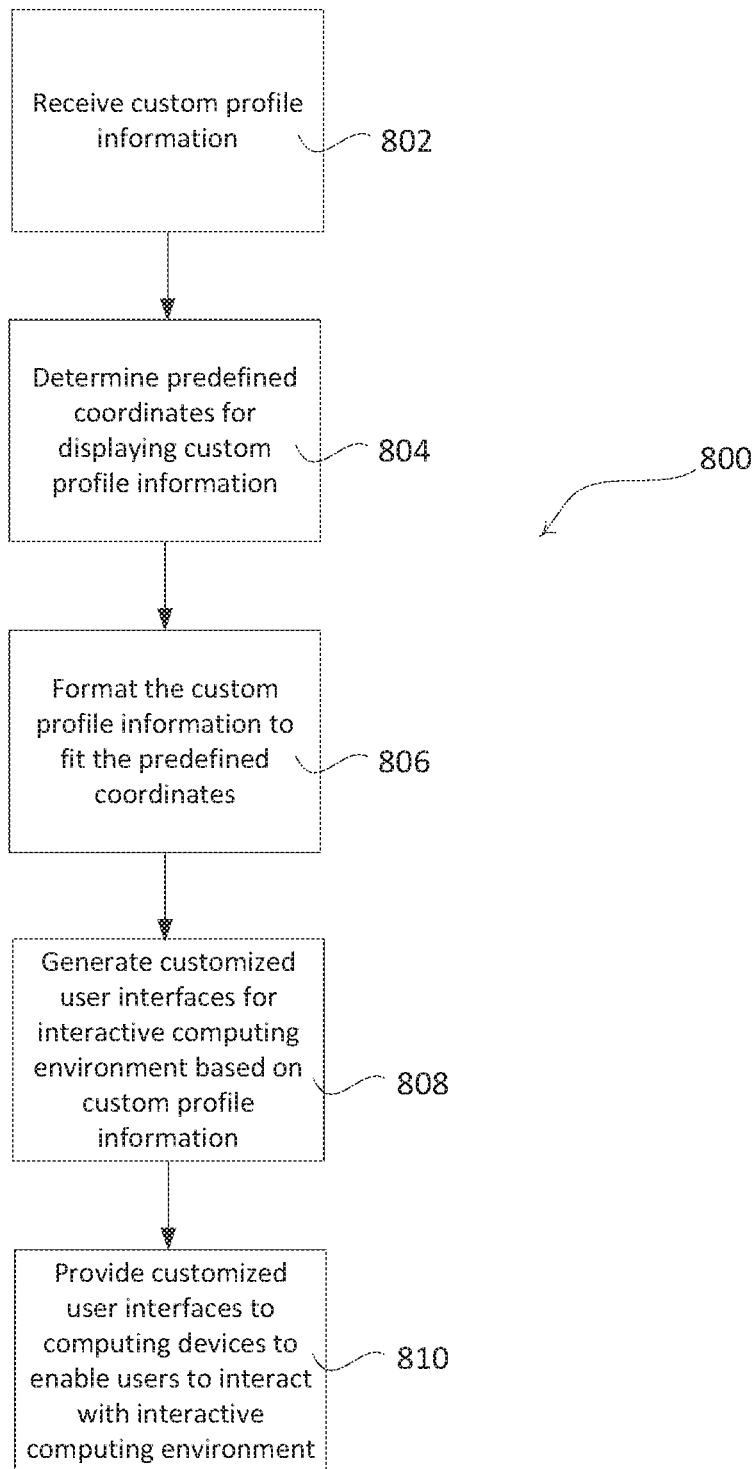 Receive custom profile
information
802
Determine predefined
coordinates for
displaying custom
profile information
804
800
Format the custom
profile information to
fit the predefined
coordinates
806
Generate customized
user interfaces for
interactive computing
environment based on
custom profile
information
808
Provide customized
user interfaces to
computing devices to
enable users to interact
with interactive
computing environment
810